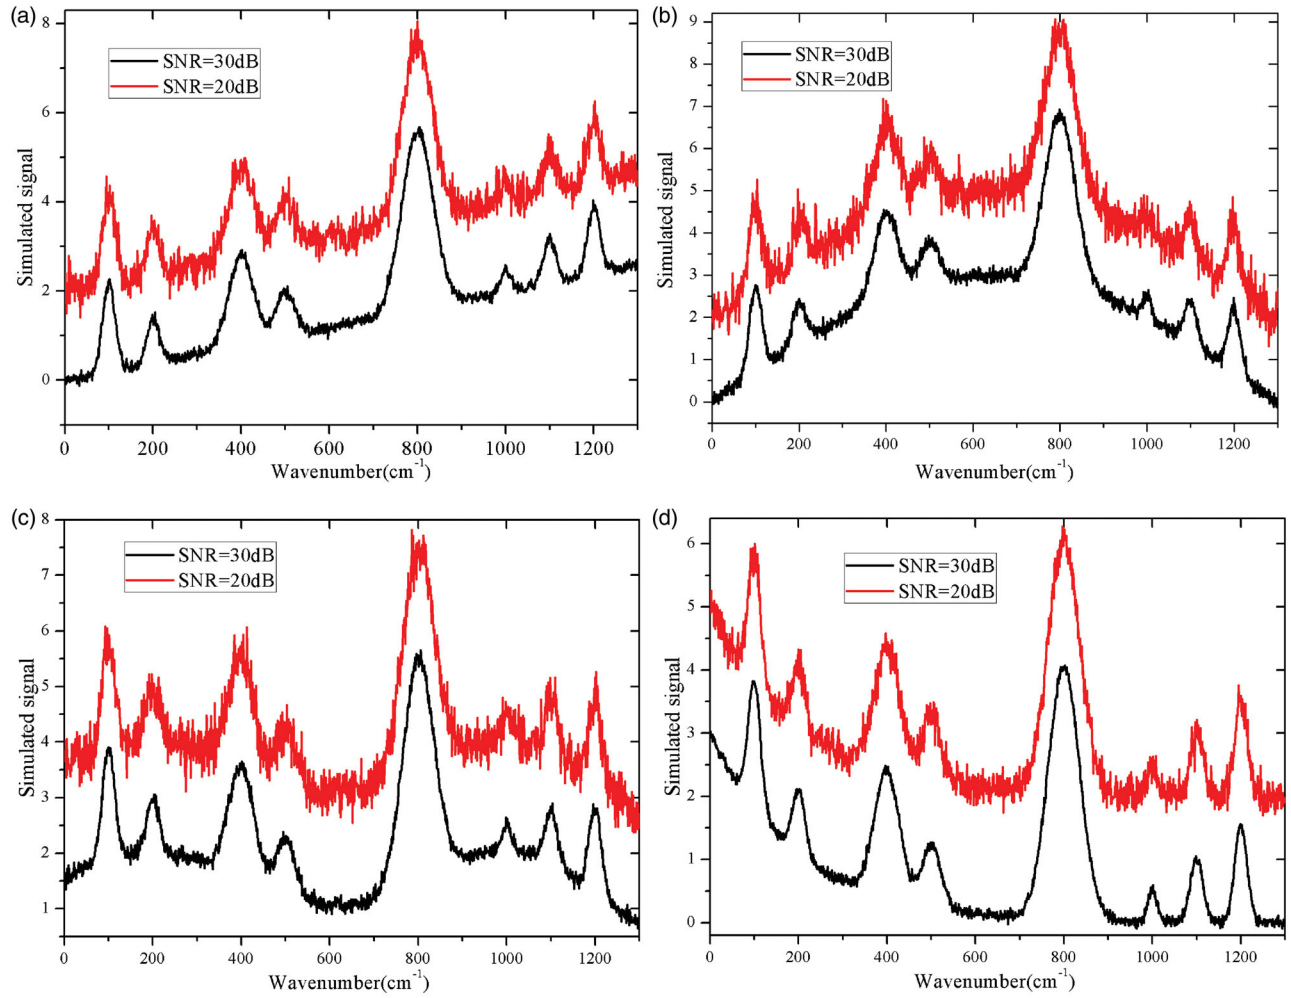 (a)
8
6
4
2
0
Simulated signal
SNR=30dB
SNR=20dB
0 200 400 600 800 1000 1200
Wavenumber(cm⁻¹)
(b)
9
8
7
6
5
4
3
2
1
0
Simulated signal
SNR=30dB
SNR=20dB
0 200 400 600 800 1000 1200
Wavenumber(cm⁻¹)
(c)
8
7
6
5
4
3
2
1
Simulated signal
SNR=30dB
SNR=20dB
0 200 400 600 800 1000 1200
Wavenumber(cm⁻¹)
(d)
6
5
4
3
2
1
0
Simulated signal
SNR=30dB
SNR=20dB
0 200 400 600 800 1000 1200
Wavenumber(cm⁻¹)